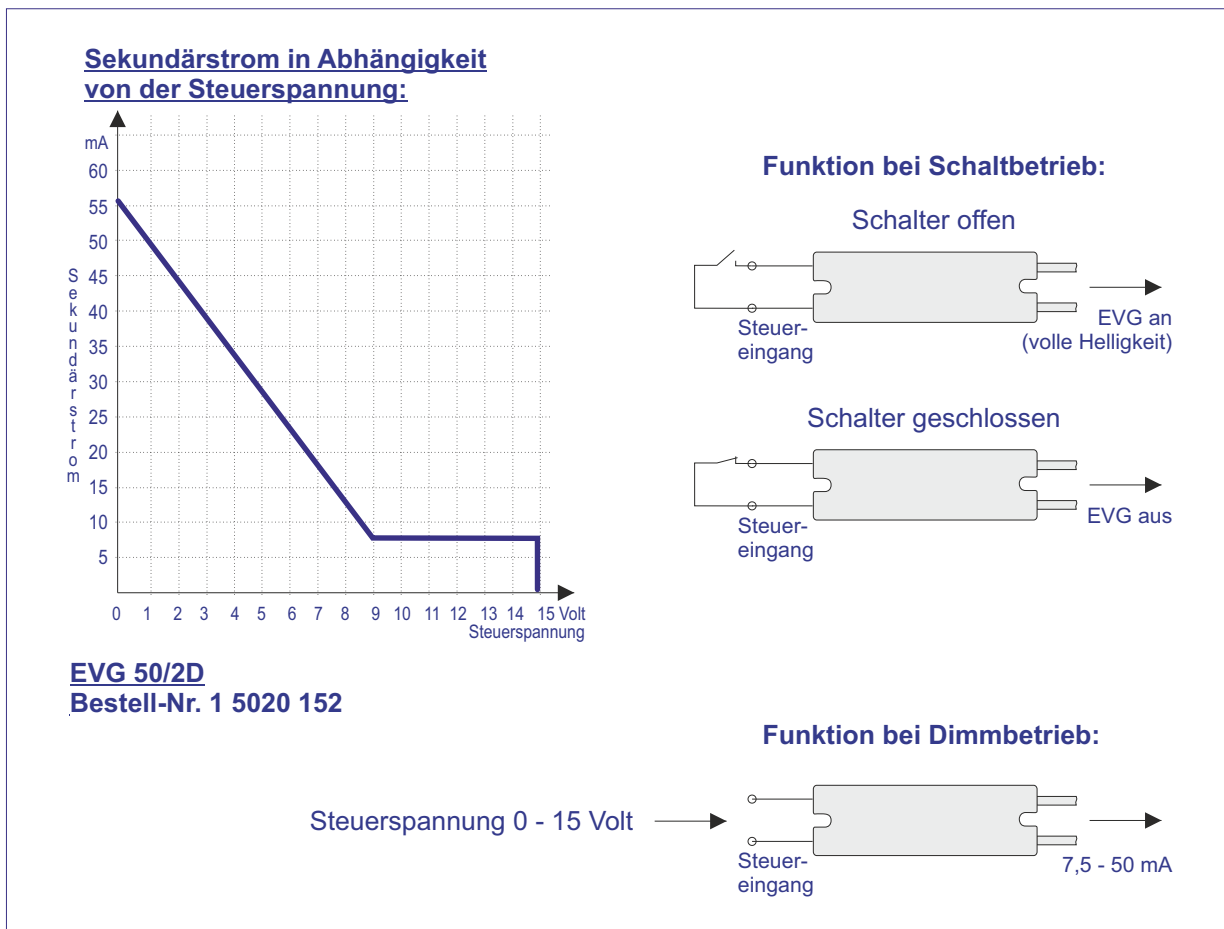 Sekundärstrom in Abhängigkeit
von der Steuerspannung:
mA
60
55
50
45
40
35
30
25
20
15
10
5
Sekundärstrom
0 1 2 3 4 5 6 7 8 9 10 11 12 13 14 15 Volt
Steuerspannung
EVG 50/2D
Bestell-Nr. 1 5020 152
Funktion bei Schaltbetrieb:
Schalter offen
Steuer-
eingang
EVG an
(volle Helligkeit)
Schalter geschlossen
Steuer-
eingang
EVG aus
Funktion bei Dimmbetrieb:
Steuerspannung 0 - 15 Volt
Steuer-
eingang
7,5 - 50 mA